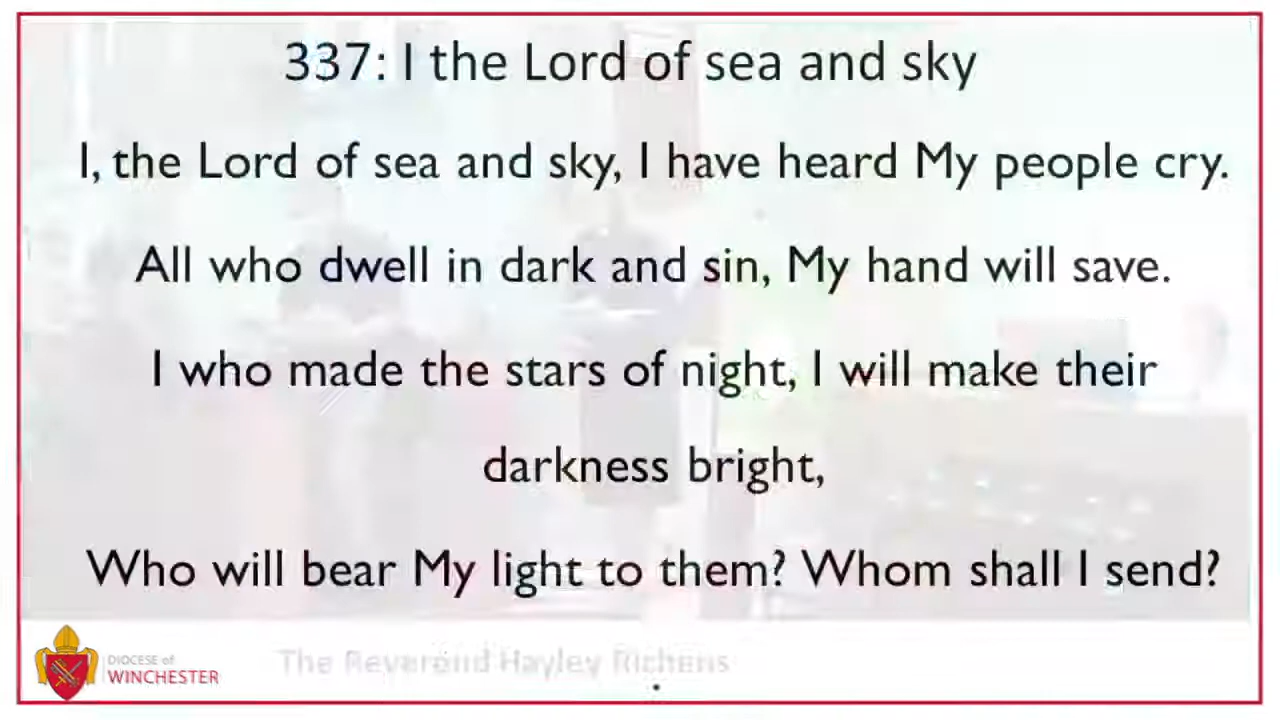 337: I the Lord of sea and sky
I, the Lord of sea and sky, I have heard My people cry.
All who dwell in dark and sin, My hand will save.
I who made the stars of night, I will make their
darkness bright,
Who will bear My light to them? Whom shall I send?
DIOCESE of
WINCHESTER
The Reverend Hayley Richens